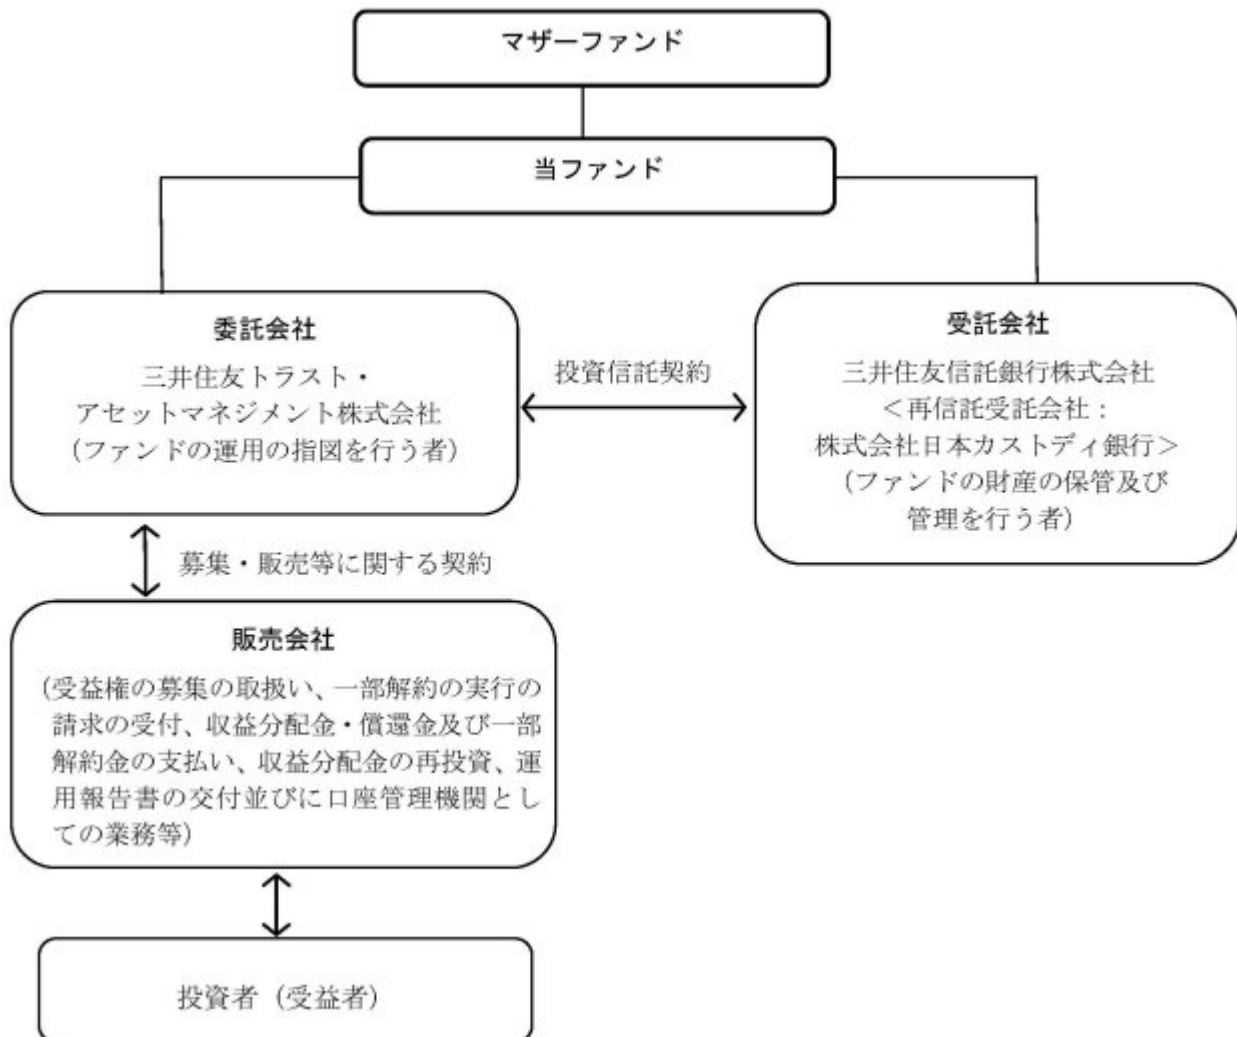 マザーファンド
当ファンド
委託会社
三井住友トラスト・
アセットマネジメント株式会社
(ファンドの運用の指図を行う者)
投資信託契約
受託会社
三井住友信託銀行株式会社
<再信託受託会社:
株式会社日本カストディ銀行>
(ファンドの財産の保管及び
管理を行う者)
募集・販売等に関する契約
販売会社
(受益権の募集の取扱い、一部解約の実行の
請求の受付、収益分配金・償還金及び一部
解約金の支払い、収益分配金の再投資、運
用報告書の交付並びに口座管理機関とし
ての業務等)
投資者(受益者)